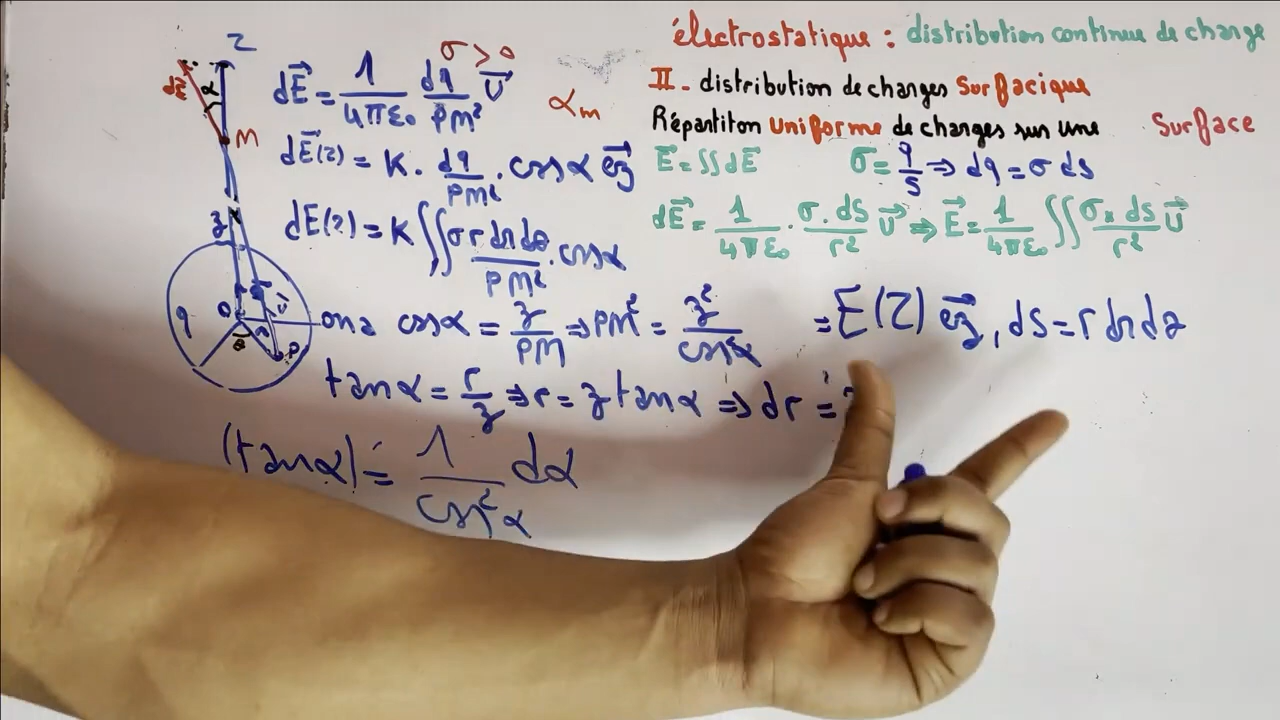 électrostatique : distribution continue de charge
II - distribution de charges Surfacique
Répartiton Uniforme de charges sur une Surface
E⃗ = ∬ dE⃗ σ = q/S ⇒ dq = σ ds
dE⃗ = 1/4πε₀ . σ. ds/r² U⃗ ⇒ E⃗ = 1/4πε₀ ∬ σ × ds/r² U⃗
= E(Z) e⃗z, ds = r dr dθ
σ > 0
dE⃗ = 1/4πε₀ dq/PM² U⃗
αm
dE⃗(z) = K . dq/PM² . cosα e⃗z
dE(z) = K ∬ σ r dr dθ/PM² . cosα
on a cosα = z/PM ⇒ PM² = z²/cos²α
tanα = r/z ⇒ r = z tanα ⇒ dr =
(tanα)' = 1/cos²α dα
Z
dE⃗
α
M
z
α
O
U⃗
q
r
θ
P